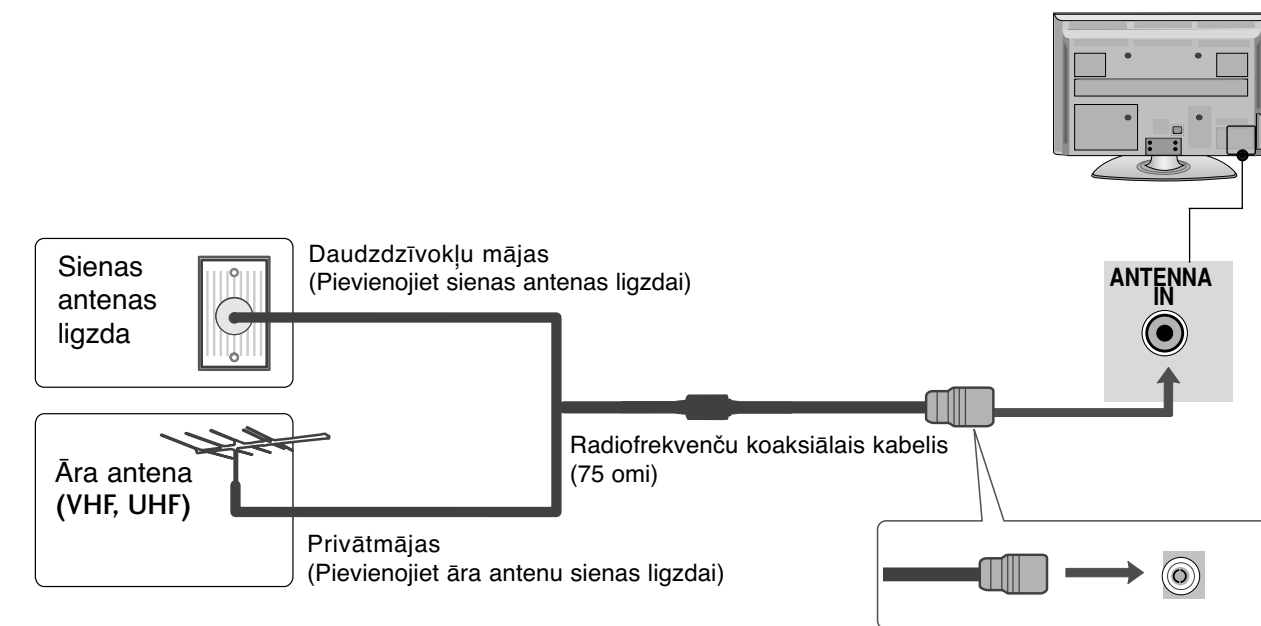 Sienas
antenas
ligzda
Daudzdzīvokļu mājas
(Pievienojiet sienas antenas ligzdai)
ANTENNA
IN
Āra antena
(VHF, UHF)
Radiofrekvenču koaksiālais kabelis
(75 omi)
Privātmājas
(Pievienojiet āra antenu sienas ligzdai)